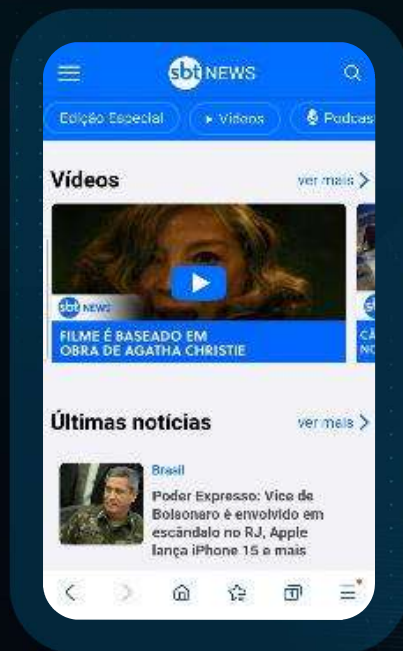 sbt NEWS
Edição Especial
Vídeos
Podcas
Vídeos
ver mais
sbt NEWS
FILME É BASEADO EM
OBRA DE AGATHA CHRISTIE
Últimas notícias
ver mais
Brasil
Poder Expresso: Vice de
Bolsonaro é envolvido em
escândalo no RJ, Apple
lança iPhone 15 e mais